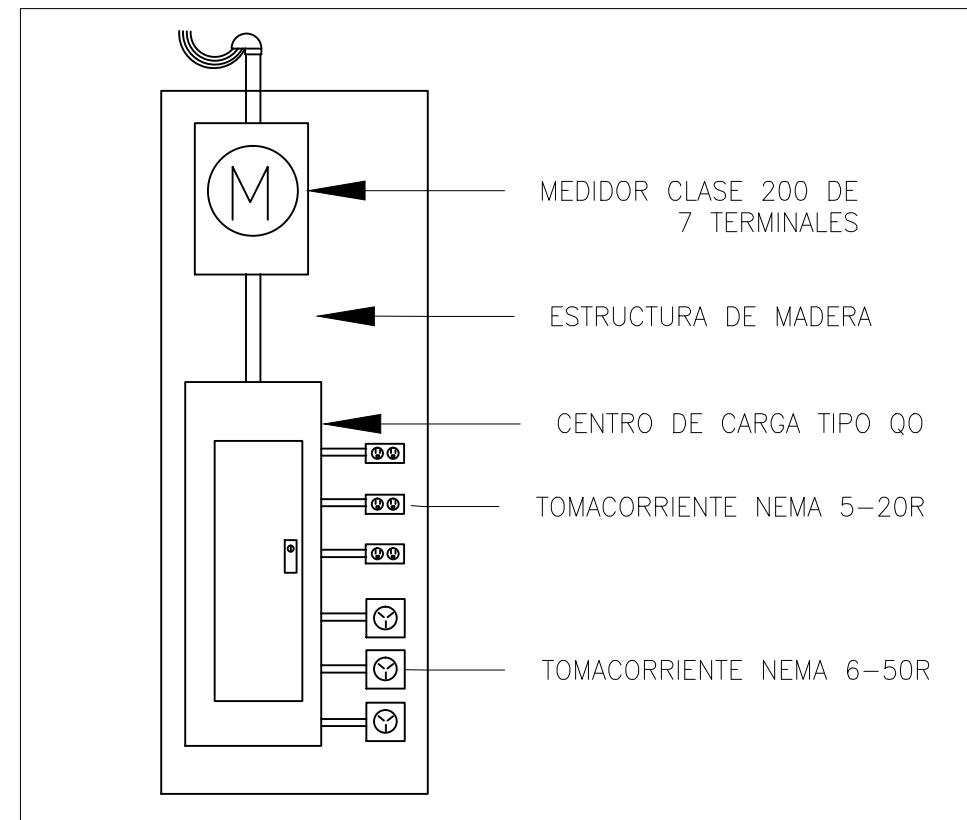 M
MEDIDOR CLASE 200 DE
7 TERMINALES
ESTRUCTURA DE MADERA
CENTRO DE CARGA TIPO QO
TOMACORRIENTE NEMA 5-20R
TOMACORRIENTE NEMA 6-50R